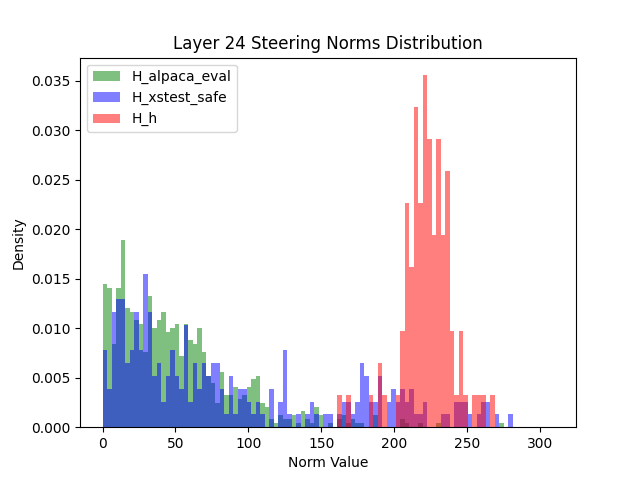 Layer 24 Steering Norms Distribution
H_alpaca_eval
H_xstest_safe
H_h
Density
0.035
0.030
0.025
0.020
0.015
0.010
0.005
0.000
0
50
100
150
200
250
300
Norm Value